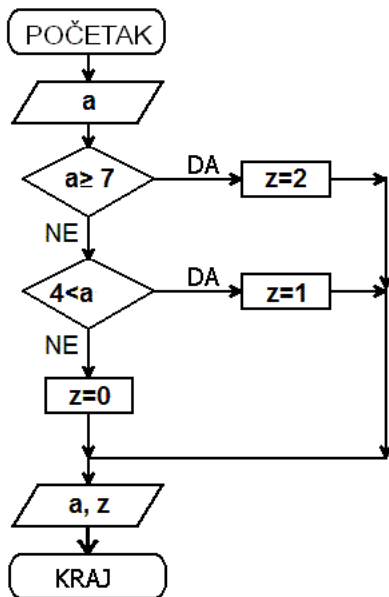 POČETAK
a
a≥ 7
DA
z=2
NE
4<a
DA
z=1
NE
z=0
a, z
KRAJ